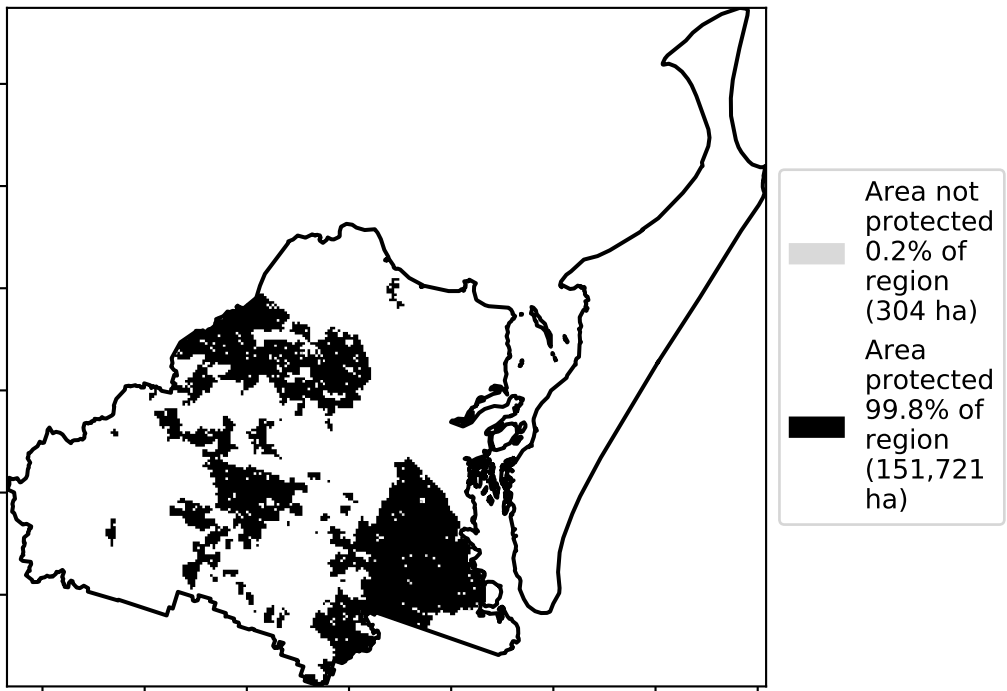 Area not
protected
0.2% of
region
(304 ha)
Area
protected
99.8% of
region
(151,721
ha)